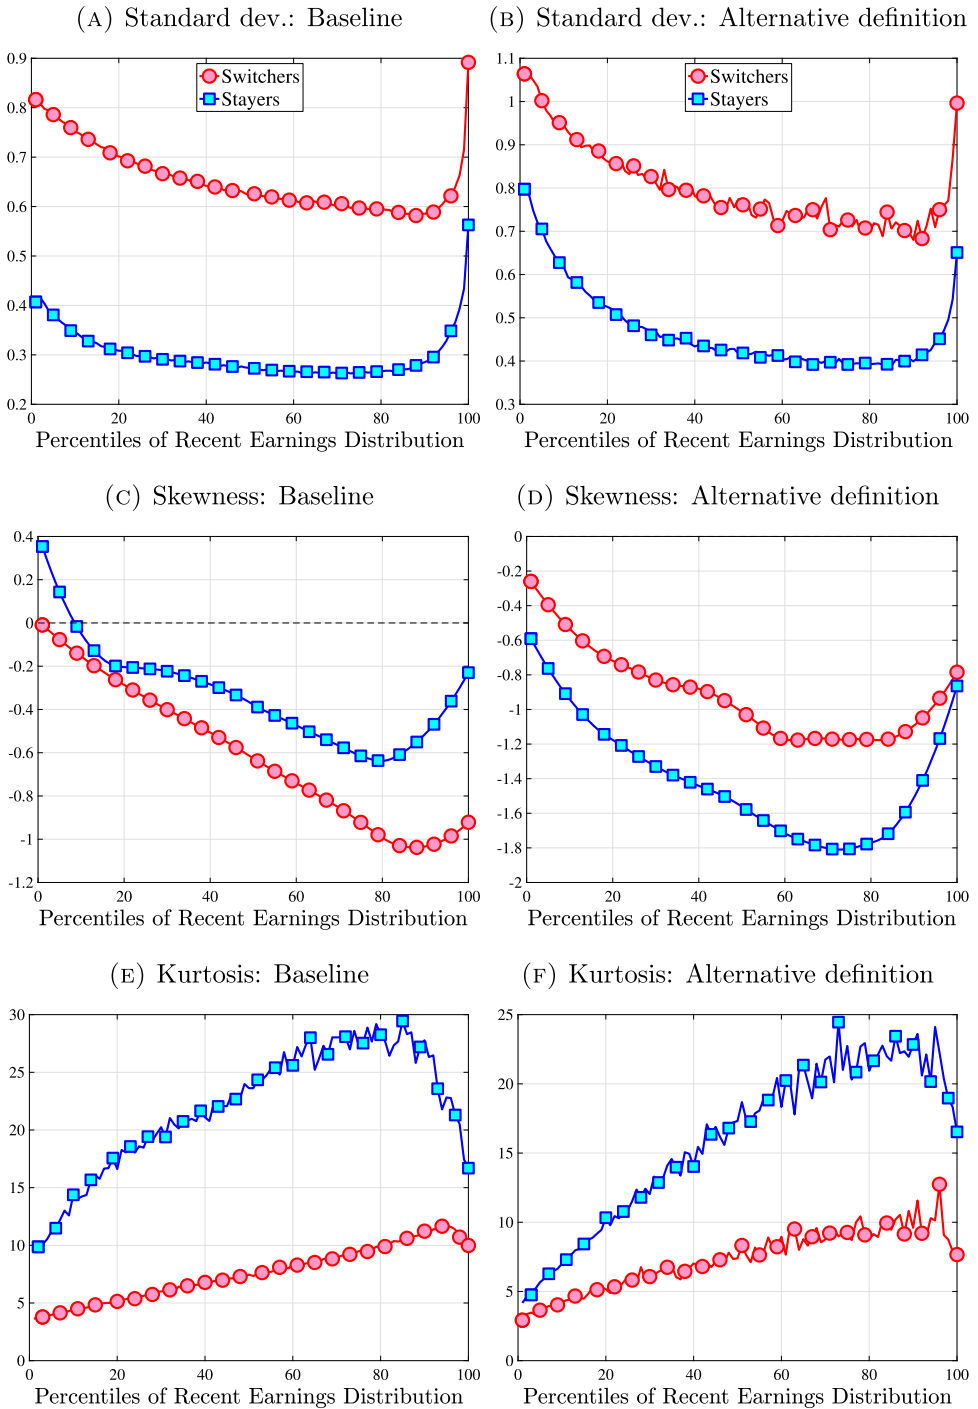 (A) Standard dev.: Baseline
(B) Standard dev.: Alternative definition
0.9
0.8
0.7
0.6
0.5
0.4
0.3
0.2
Switchers
Stayers
0 20 40 60 80 100
Percentiles of Recent Earnings Distribution
1.1
1
0.9
0.8
0.7
0.6
0.5
0.4
0.3
Switchers
Stayers
0 20 40 60 80 100
Percentiles of Recent Earnings Distribution
(C) Skewness: Baseline
(D) Skewness: Alternative definition
0.4
0.2
0
-0.2
-0.4
-0.6
-0.8
-1
-1.2
0 20 40 60 80 100
Percentiles of Recent Earnings Distribution
0
-0.2
-0.4
-0.6
-0.8
-1
-1.2
-1.4
-1.6
-1.8
-2
0 20 40 60 80 100
Percentiles of Recent Earnings Distribution
(E) Kurtosis: Baseline
(F) Kurtosis: Alternative definition
30
25
20
15
10
5
0
0 20 40 60 80 100
Percentiles of Recent Earnings Distribution
25
20
15
10
5
0
0 20 40 60 80 100
Percentiles of Recent Earnings Distribution